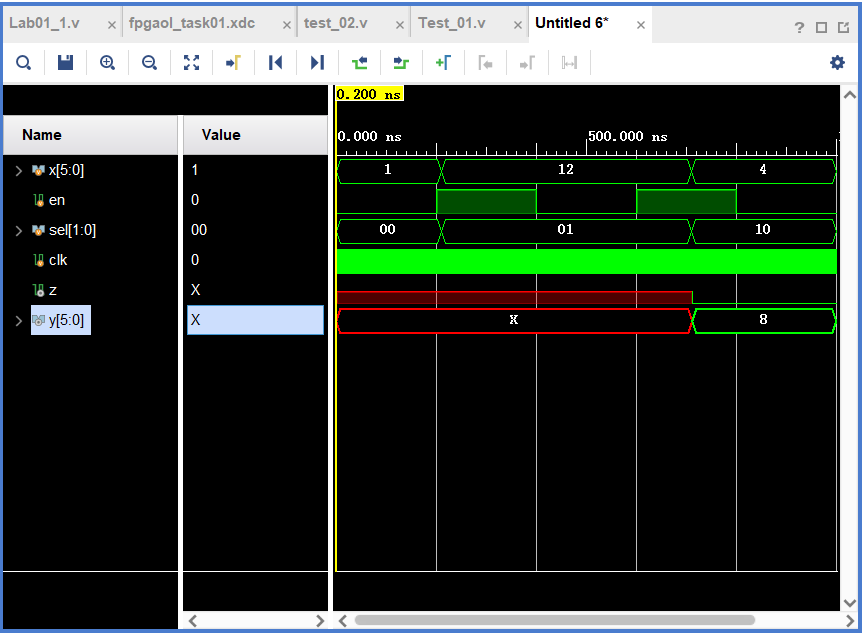 Lab01_1.v × fpgaol_task01.xdc × test_02.v × Test_01.v × Untitled 6* × ?
0.200 ns
Name Value 0.000 ns 500.000 ns
x[5:0] 1 1 12 4
en 0
sel[1:0] 00 00 01 10
clk 0
z X
y[5:0] X X 8